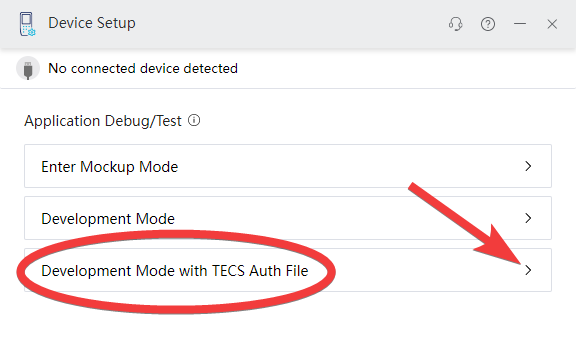 Device Setup
No connected device detected
Application Debug/Test
Enter Mockup Mode
Development Mode
Development Mode with TECS Auth File